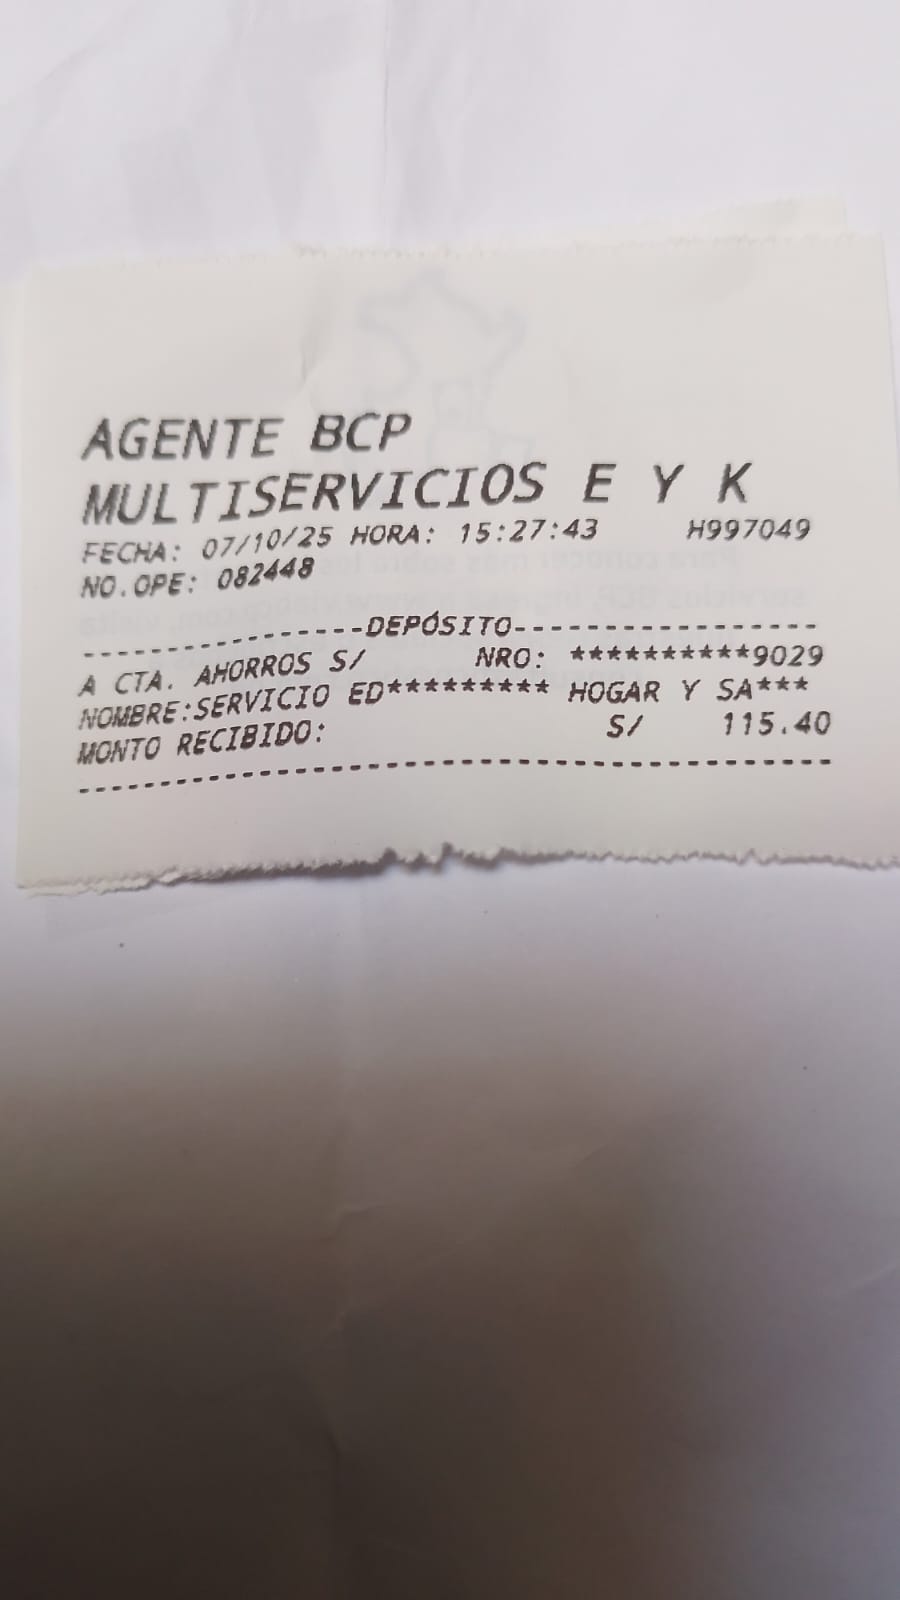 AGENTE BCP
MULTISERVICIOS E Y K
FECHA: 07/10/25 HORA: 15:27:43 H997049
NO.OPE: 082448
-----------------DEPÓSITO------------------
A CTA. AHORROS S/ NRO: **********9029
NOMBRE:SERVICIO ED********* HOGAR Y SA***
MONTO RECIBIDO: S/ 115.40
---------------------------------------------